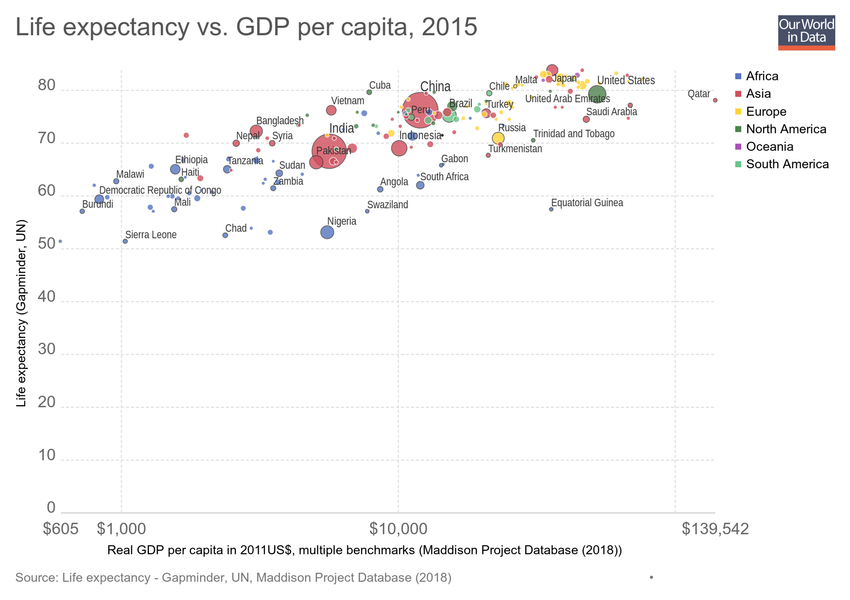 Life expectancy vs. GDP per capita, 2015
Our World
in Data
80
70
60
50
40
30
20
10
0
Life expectancy (Gapminder, UN)
$605
$1,000
$10,000
$139,542
Real GDP per capita in 2011US$, multiple benchmarks (Maddison Project Database (2018))
Africa
Asia
Europe
North America
Oceania
South America
Cuba
China
Chile
Malta
Japan
United States
Qatar
Vietnam
Peru
Brazil
Turkey
United Arab Emirates
Saudi Arabia
Bangladesh
India
Nepal
Syria
Indonesia
Russia
Trinidad and Tobago
Pakistan
Turkmenistan
Ethiopia
Tanzania
Gabon
Malawi
Haiti
Sudan
South Africa
Zambia
Angola
Democratic Republic of Congo
Burundi
Mali
Swaziland
Equatorial Guinea
Sierra Leone
Chad
Nigeria
Source: Life expectancy - Gapminder, UN, Maddison Project Database (2018)